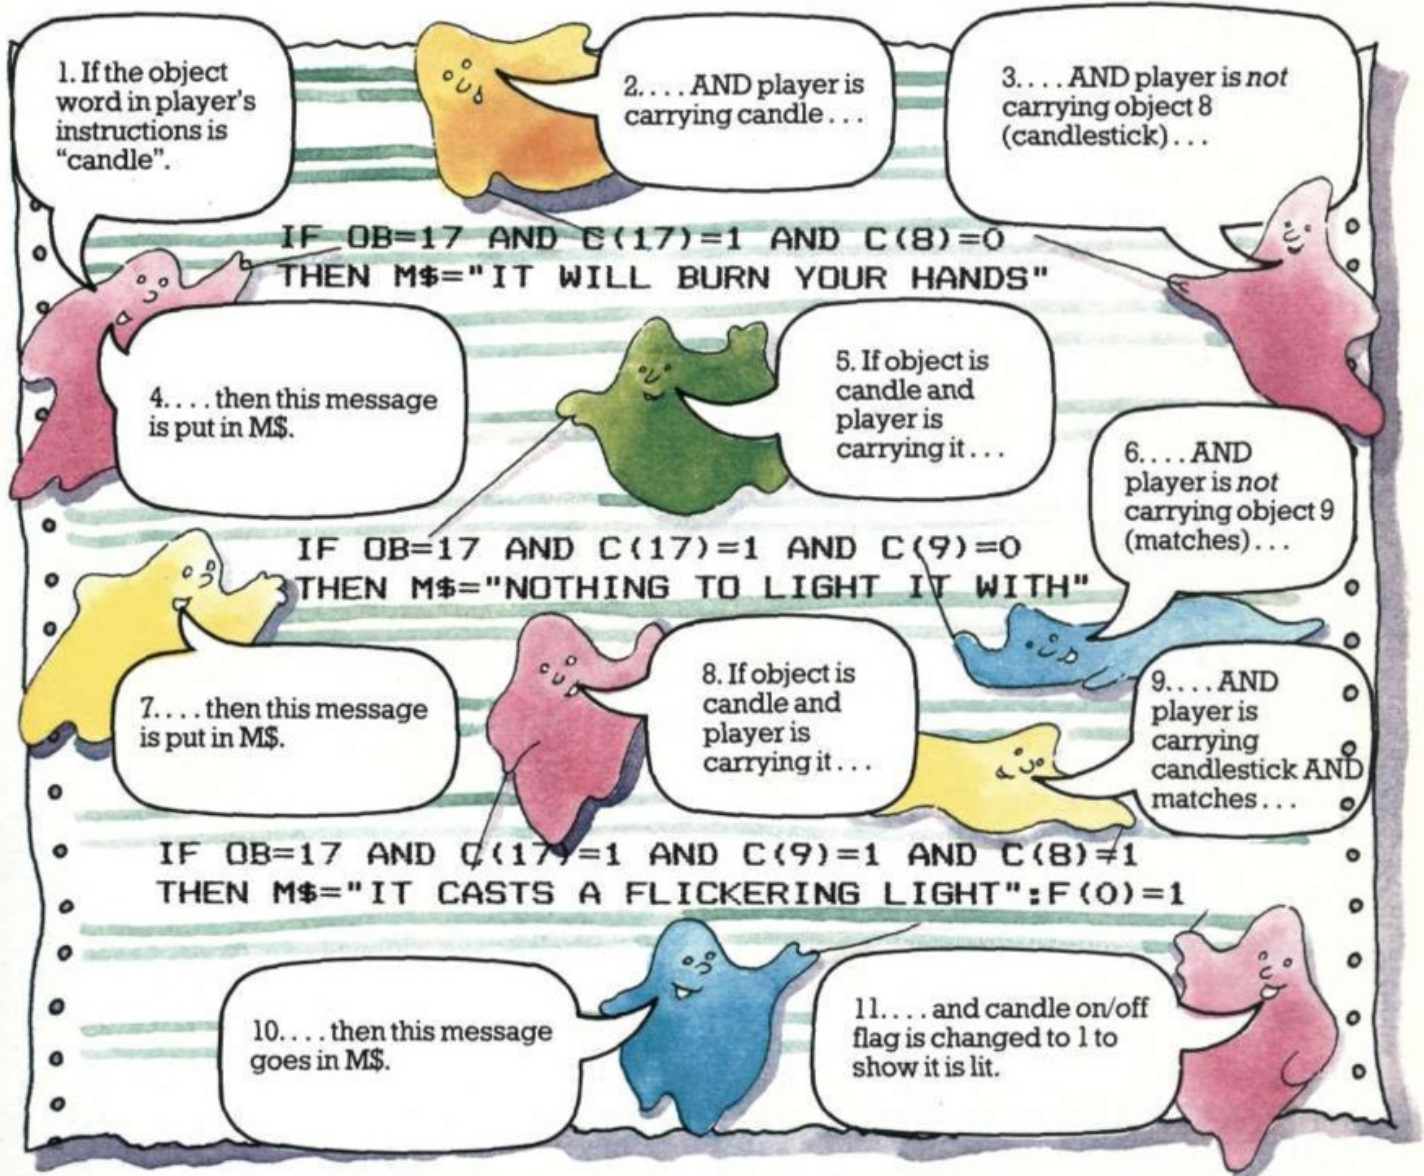 1. If the object
word in player's
instructions is
"candle".
2. . . . AND player is
carrying candle . . .
3. . . . AND player is not
carrying object 8
(candlestick) . . .
IF OB=17 AND C(17)=1 AND C(8)=0
THEN M$="IT WILL BURN YOUR HANDS"
4. . . . then this message
is put in M$.
5. If object is
candle and
player is
carrying it . . .
6. . . . AND
player is not
carrying object 9
(matches) . . .
IF OB=17 AND C(17)=1 AND C(9)=0
THEN M$="NOTHING TO LIGHT IT WITH"
7. . . . then this message
is put in M$.
8. If object is
candle and
player is
carrying it . . .
9. . . . AND
player is
carrying
candlestick AND
matches . . .
IF OB=17 AND C(17)=1 AND C(9)=1 AND C(8)=1
THEN M$="IT CASTS A FLICKERING LIGHT":F(0)=1
10. . . . then this message
goes in M$.
11. . . . and candle on/off
flag is changed to 1 to
show it is lit.